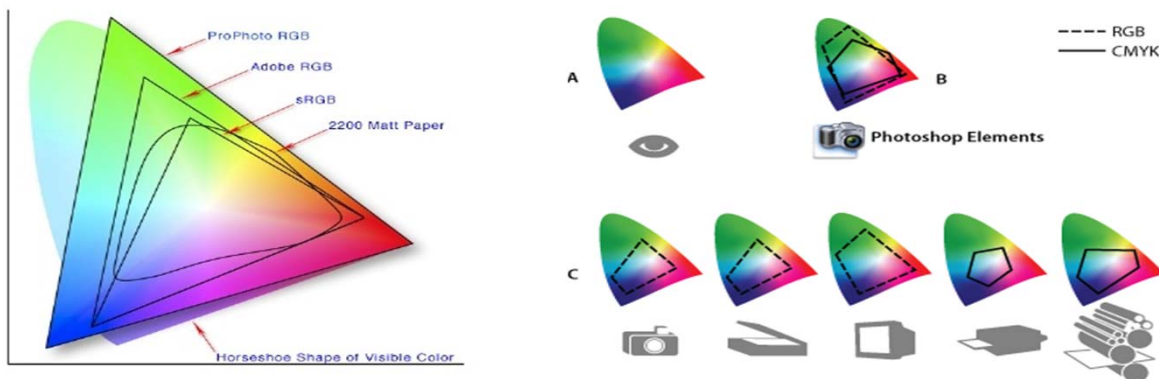 ProPhoto RGB
Adobe RGB
sRGB
2200 Matt Paper
Horseshoe Shape of Visible Color
A
B
RGB
CMYK
Photoshop Elements
C